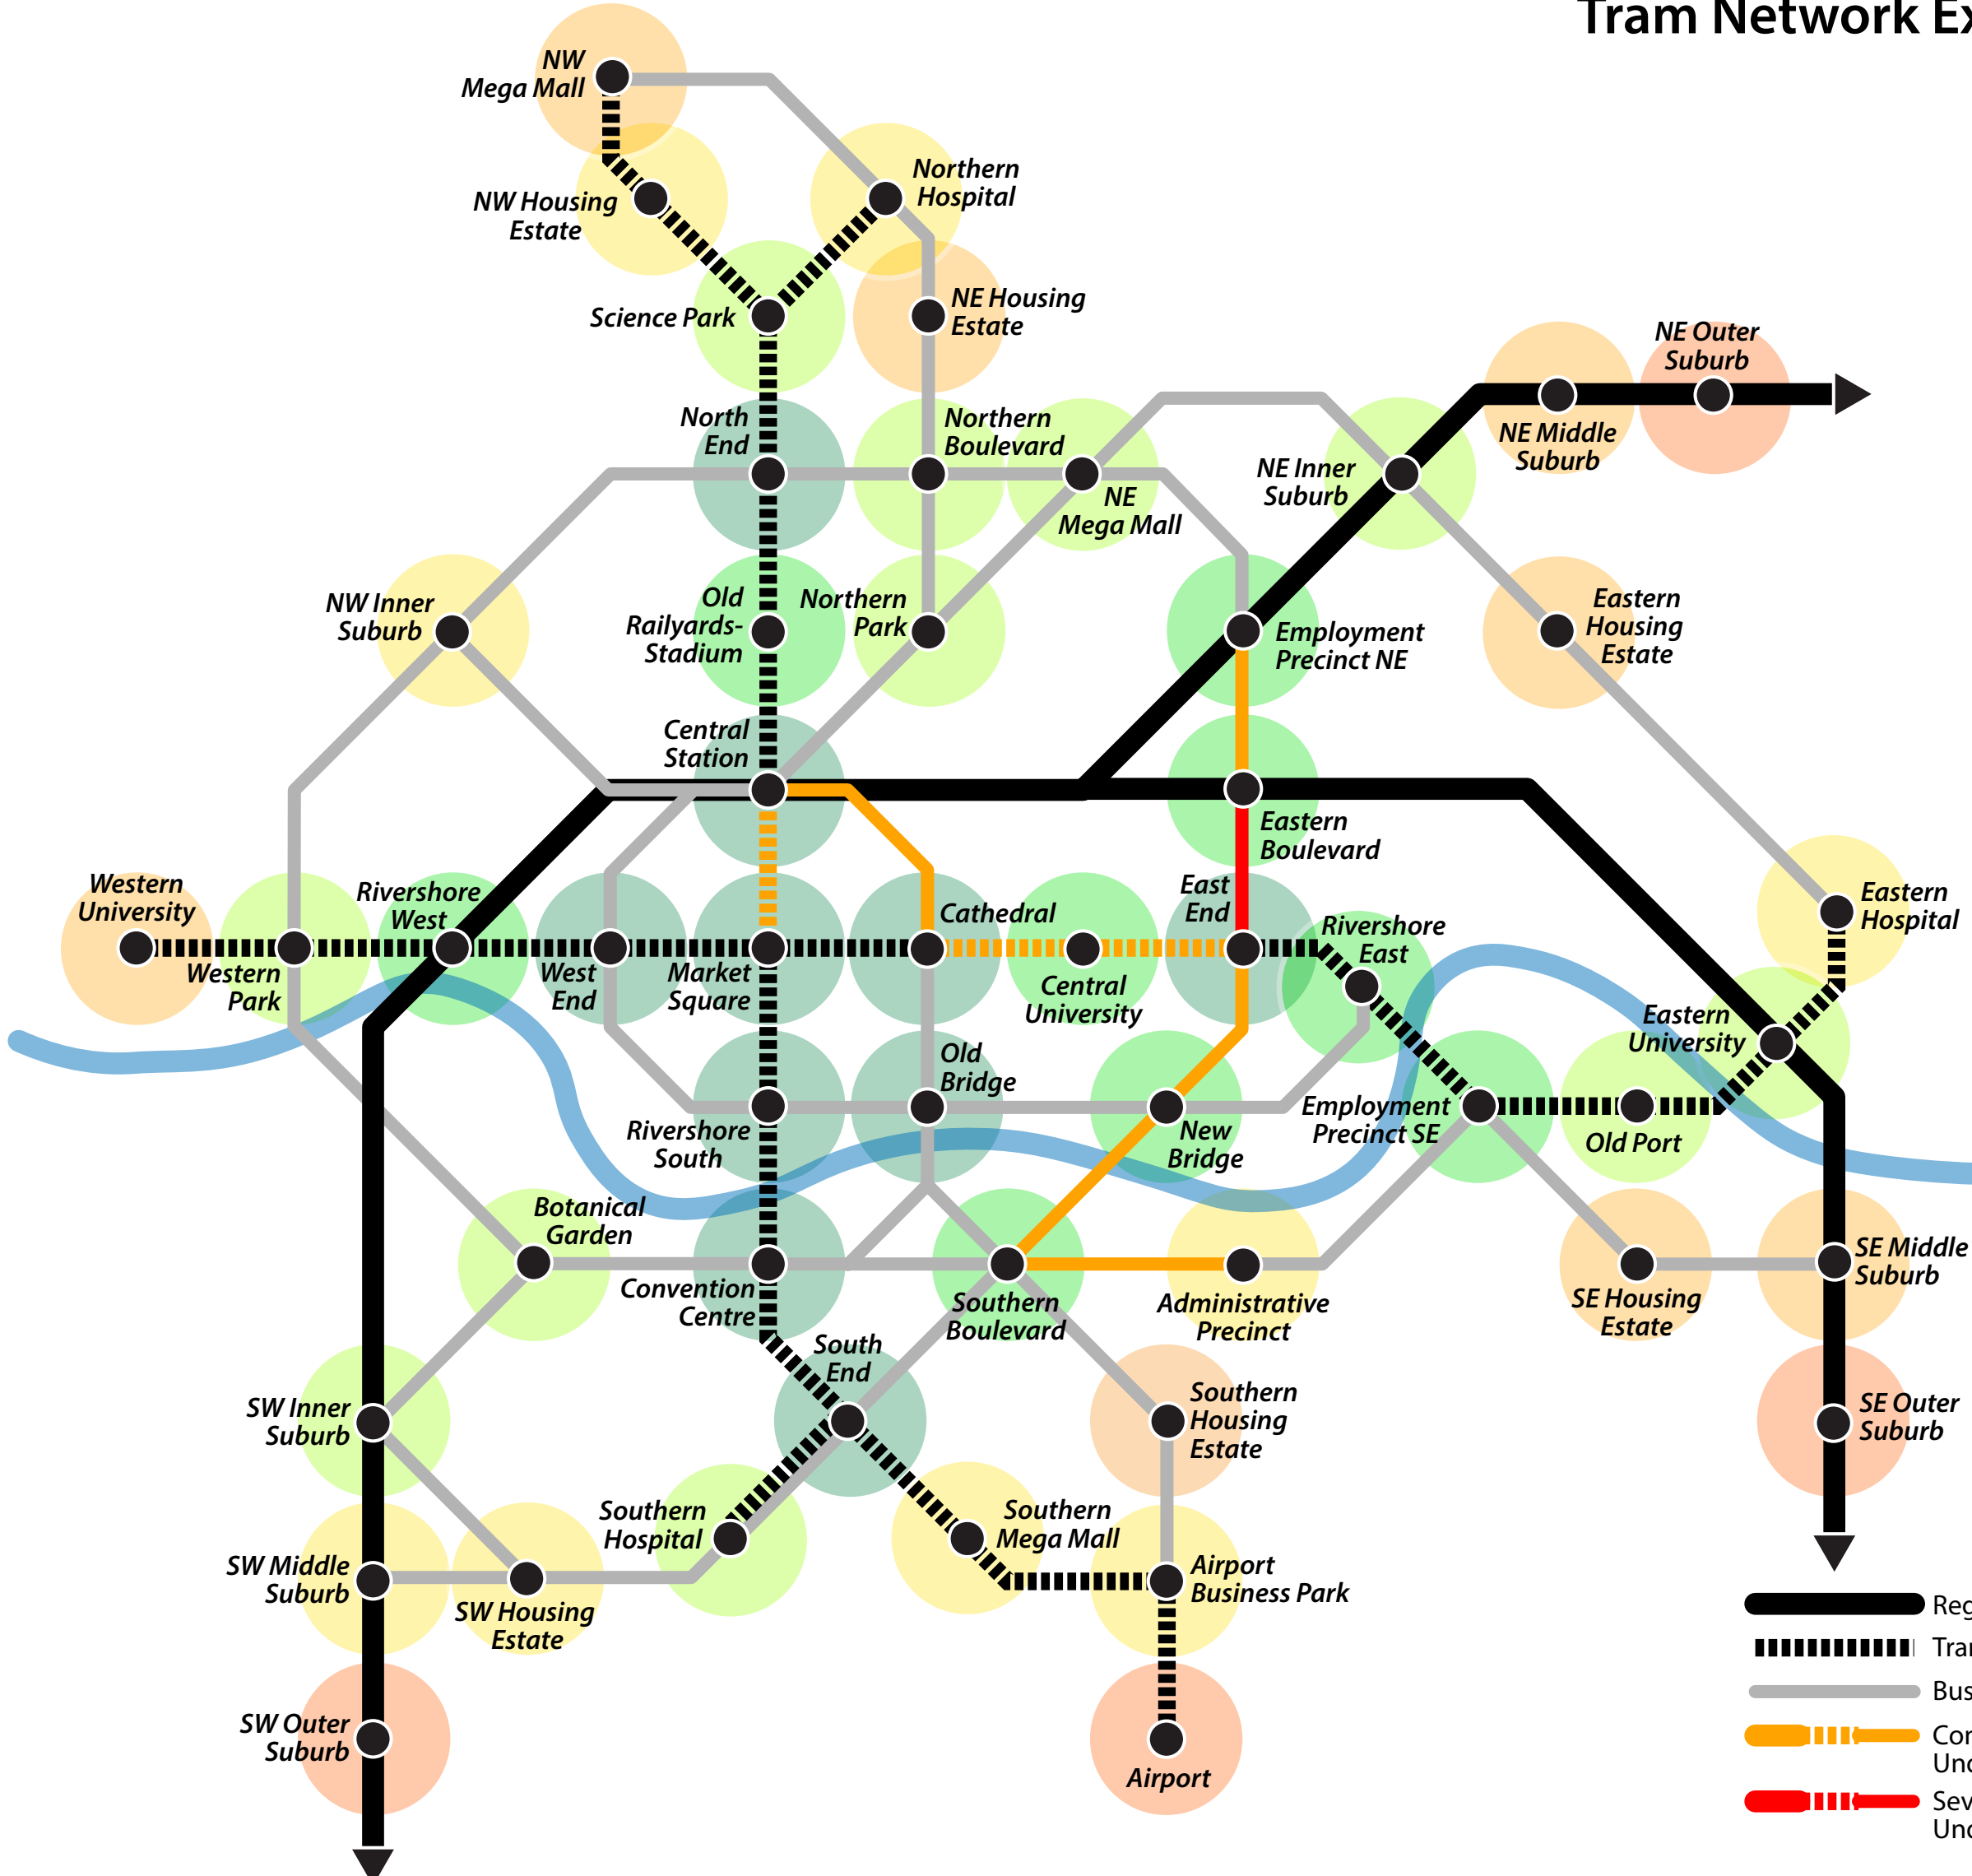 Tram Network Ex
NW
Mega Mall
Northern
Hospital
NW Housing
Estate
Science Park
NE Housing
Estate
NE Outer
Suburb
North
End
Northern
Boulevard
NE Middle
Suburb
NE Inner
Suburb
NE
Mega Mall
NW Inner
Suburb
Old
Railyards-
Stadium
Northern
Park
Employment
Precinct NE
Eastern
Housing
Estate
Central
Station
Eastern
Boulevard
Western
University
Rivershore
West
Cathedral
East
End
Rivershore
East
Eastern
Hospital
Western
Park
West
End
Market
Square
Central
University
Eastern
University
Old
Bridge
Rivershore
South
New
Bridge
Employment
Precinct SE
Old Port
Botanical
Garden
Convention
Centre
Southern
Boulevard
Administrative
Precinct
SE Housing
Estate
SE Middle
Suburb
South
End
SW Inner
Suburb
Southern
Housing
Estate
SE Outer
Suburb
Southern
Hospital
Southern
Mega Mall
SW Middle
Suburb
SW Housing
Estate
Airport
Business Park
SW Outer
Suburb
Airport
Reg
Tra
Bus
Con
Und
Sev
Und